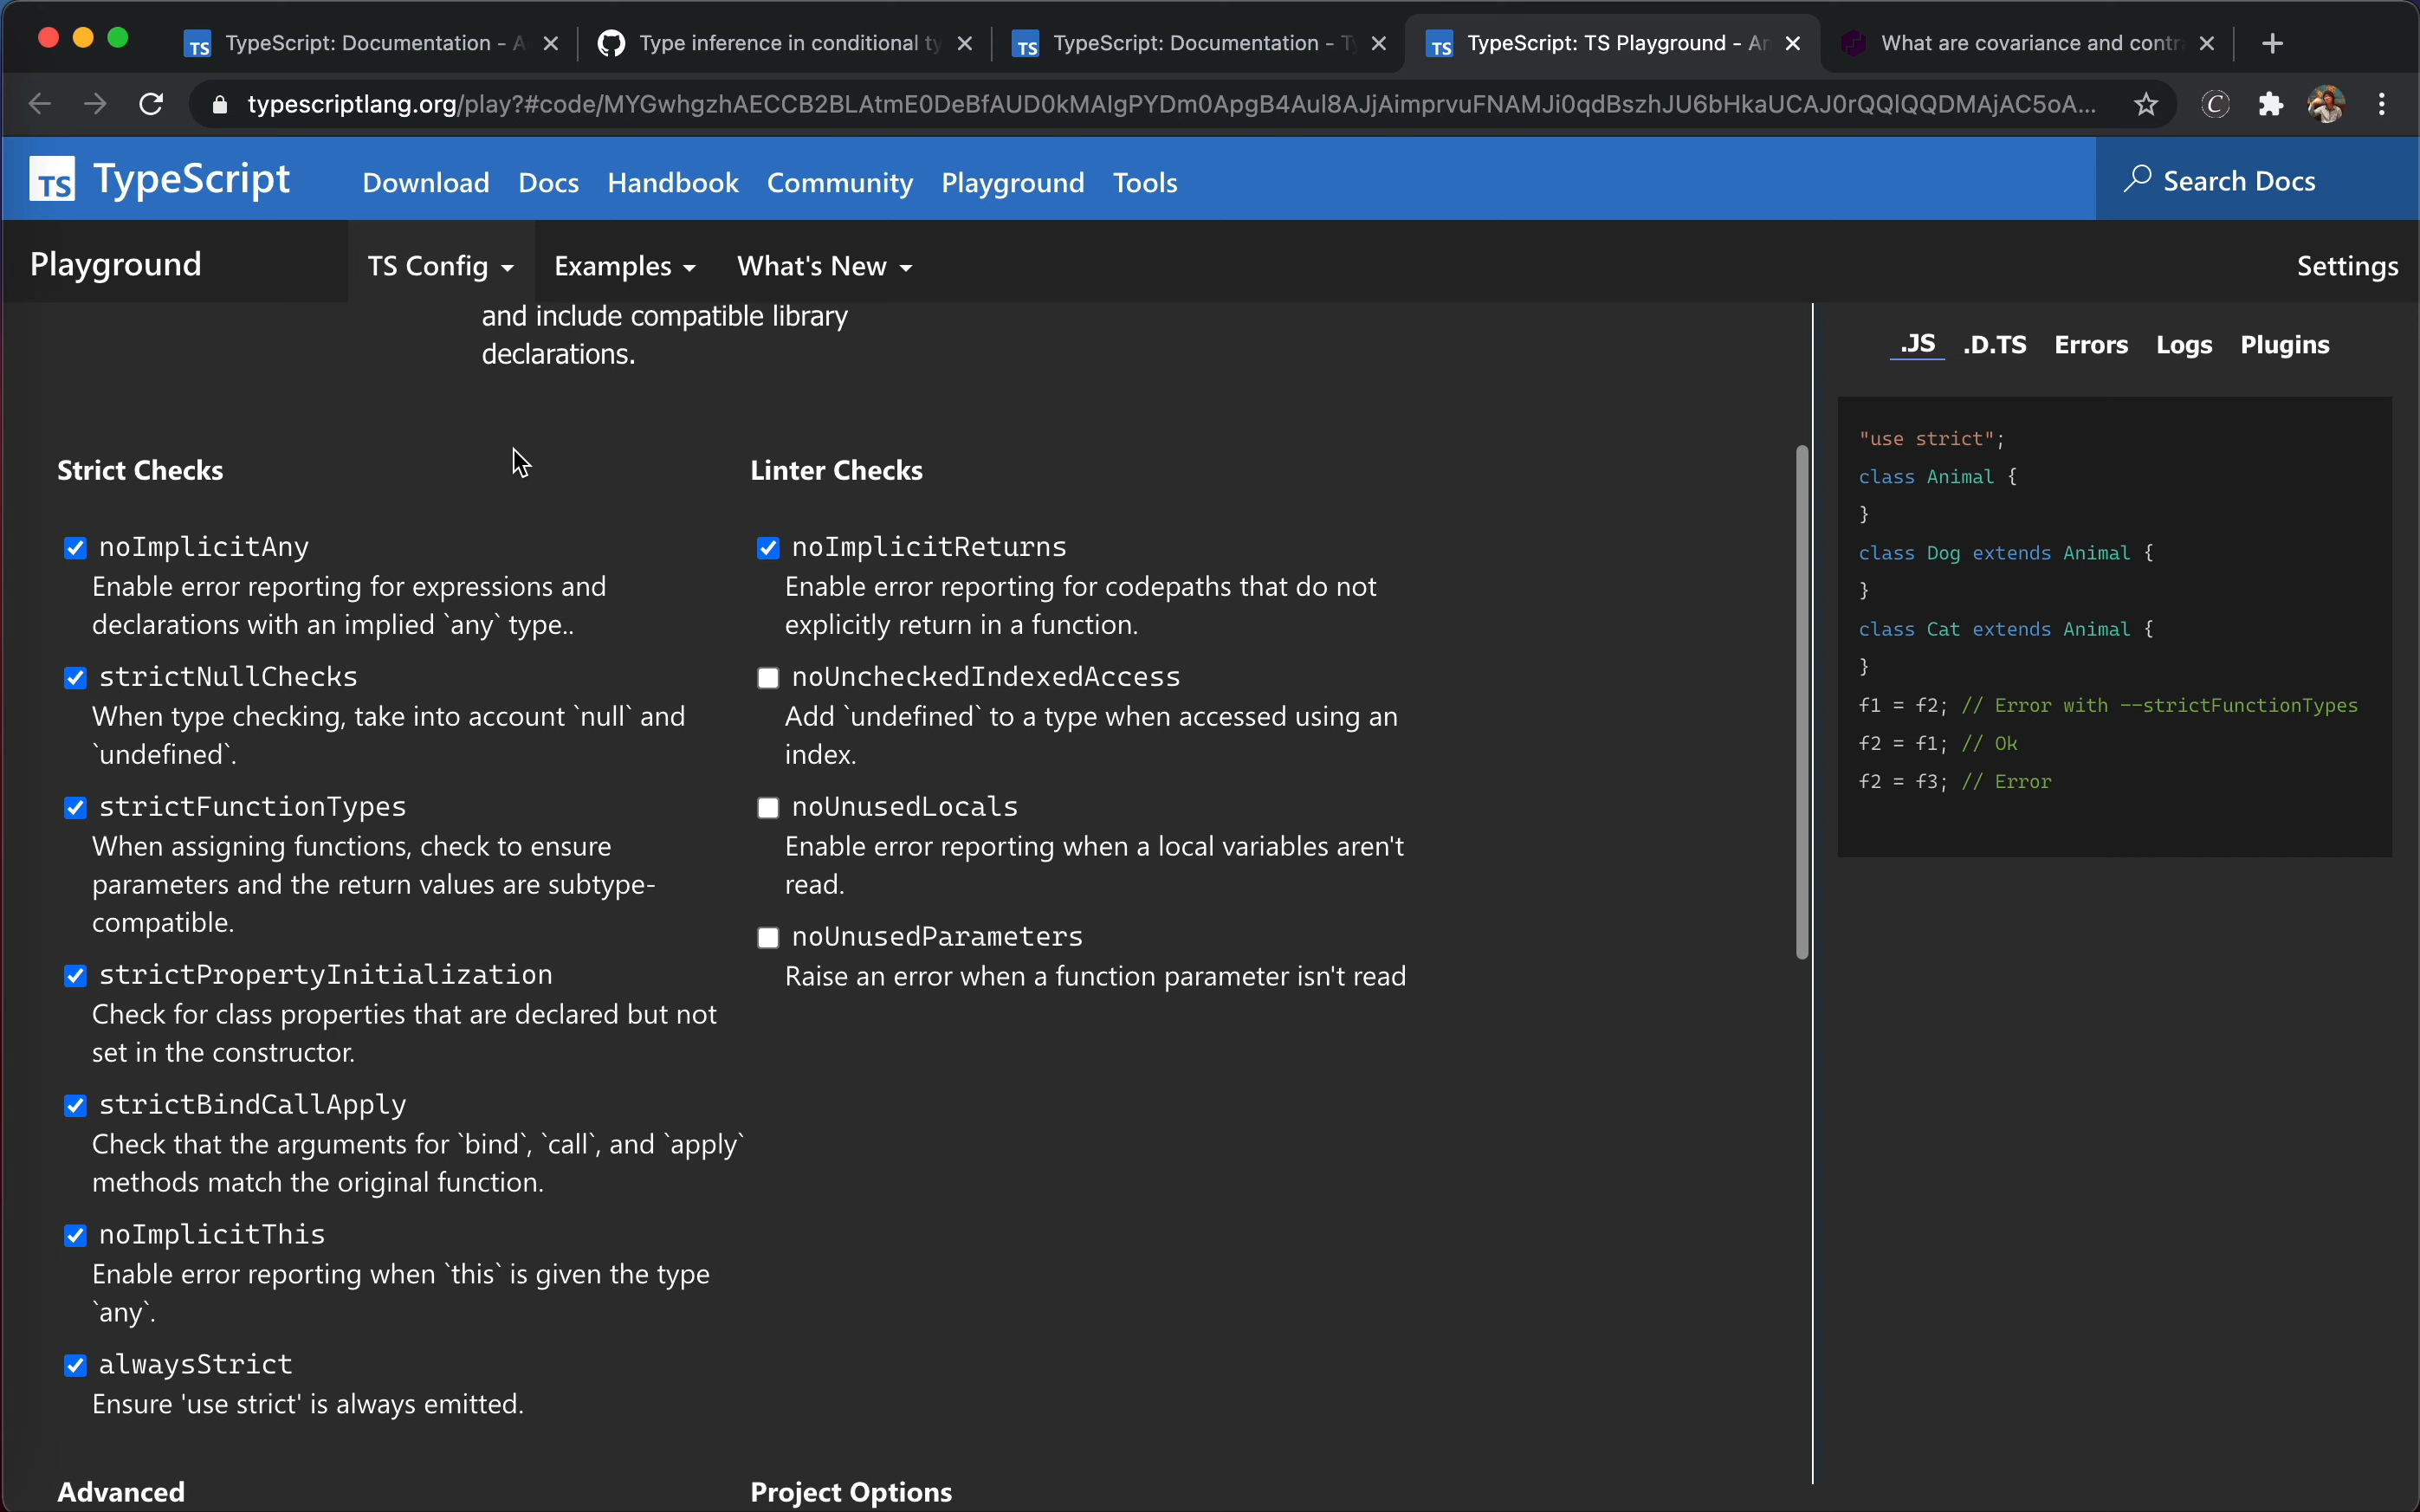 TypeScript: Documentation - A
Type inference in conditional ty
TypeScript: Documentation - Ty
TypeScript: TS Playground - An
What are covariance and contr
typescriptlang.org/play?#code/MYGwhgzhAECCB2BLAtmE0DeBfAUD0kMAIgPYDm0ApgB4Aul8AJjAimprvuFNAMJi0qdBszhJU6bHkaUCAJ0rQQlQQDMAjAC5oA...
TS TypeScript
Download Docs Handbook Community Playground Tools
Search Docs
Playground
TS Config Examples What's New
Settings
and include compatible library
declarations.
Strict Checks
noImplicitAny
Enable error reporting for expressions and
declarations with an implied `any` type..
strictNullChecks
When type checking, take into account `null` and
`undefined`.
strictFunctionTypes
When assigning functions, check to ensure
parameters and the return values are subtype-
compatible.
strictPropertyInitialization
Check for class properties that are declared but not
set in the constructor.
strictBindCallApply
Check that the arguments for `bind`, `call`, and `apply`
methods match the original function.
noImplicitThis
Enable error reporting when `this` is given the type
`any`.
alwaysStrict
Ensure 'use strict' is always emitted.
Advanced
Linter Checks
noImplicitReturns
Enable error reporting for codepaths that do not
explicitly return in a function.
noUncheckedIndexedAccess
Add `undefined` to a type when accessed using an
index.
noUnusedLocals
Enable error reporting when a local variables aren't
read.
noUnusedParameters
Raise an error when a function parameter isn't read
Project Options
.JS .D.TS Errors Logs Plugins
"use strict";
class Animal {
}
class Dog extends Animal {
}
class Cat extends Animal {
}
f1 = f2; // Error with --strictFunctionTypes
f2 = f1; // Ok
f2 = f3; // Error